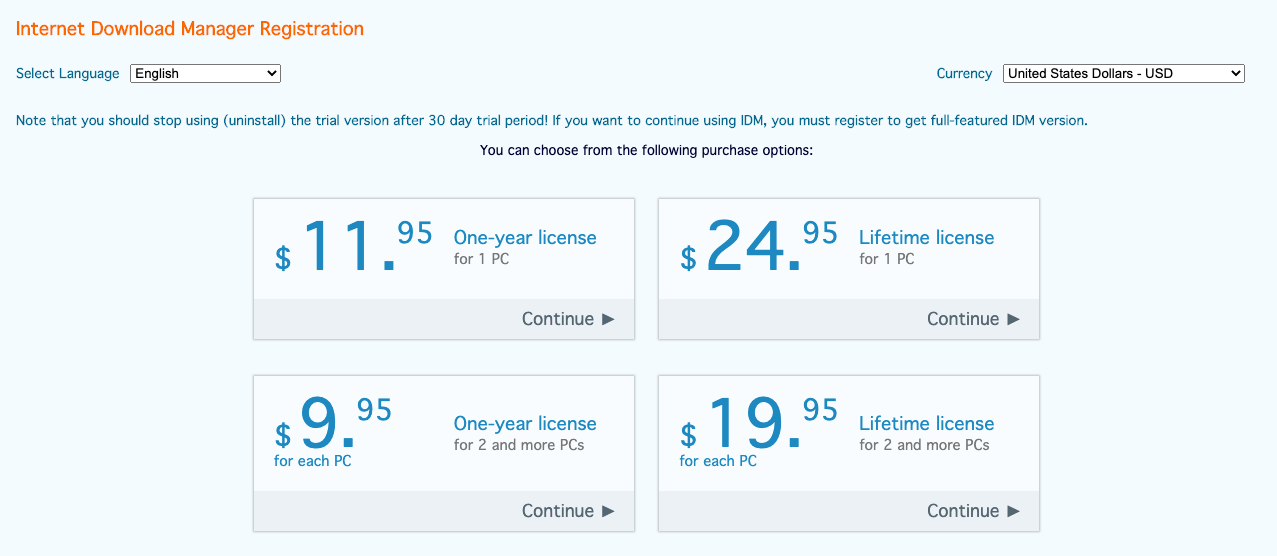 Internet Download Manager Registration
Select Language English Currency United States Dollars - USD
Note that you should stop using (uninstall) the trial version after 30 day trial period! If you want to continue using IDM, you must register to get full-featured IDM version.
You can choose from the following purchase options:
$ 11.95 One-year license
for 1 PC
Continue ►
$ 24.95 Lifetime license
for 1 PC
Continue ►
$ 9.95 One-year license
for each PC for 2 and more PCs
Continue ►
$ 19.95 Lifetime license
for each PC for 2 and more PCs
Continue ►